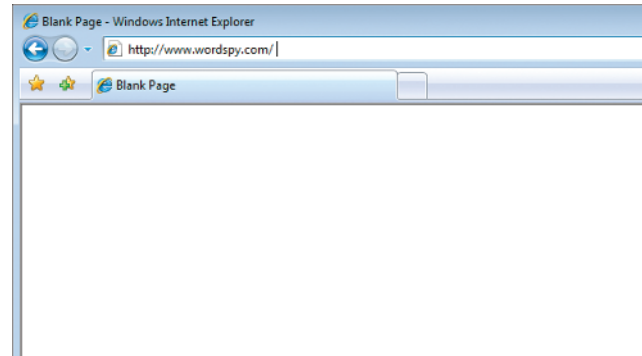 Blank Page - Windows Internet Explorer
http://www.wordspy.com/
Blank Page